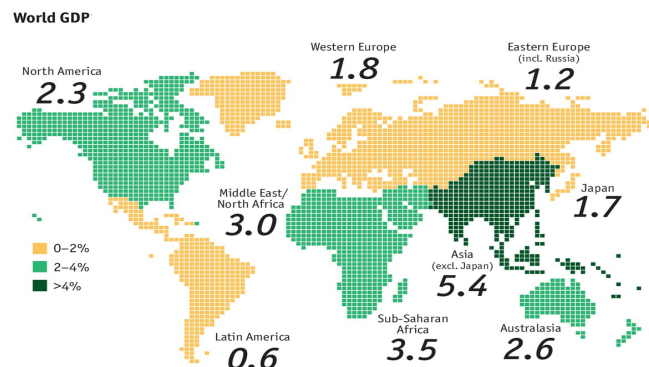 World GDP
Western Europe
1.8
Eastern Europe
(incl. Russia)
1.2
North America
2.3
Middle East/
North Africa
3.0
Japan
1.7
0–2%
2–4%
>4%
Asia
(excl. Japan)
5.4
Sub-Saharan
Africa
3.5
Australasia
2.6
Latin America
0.6